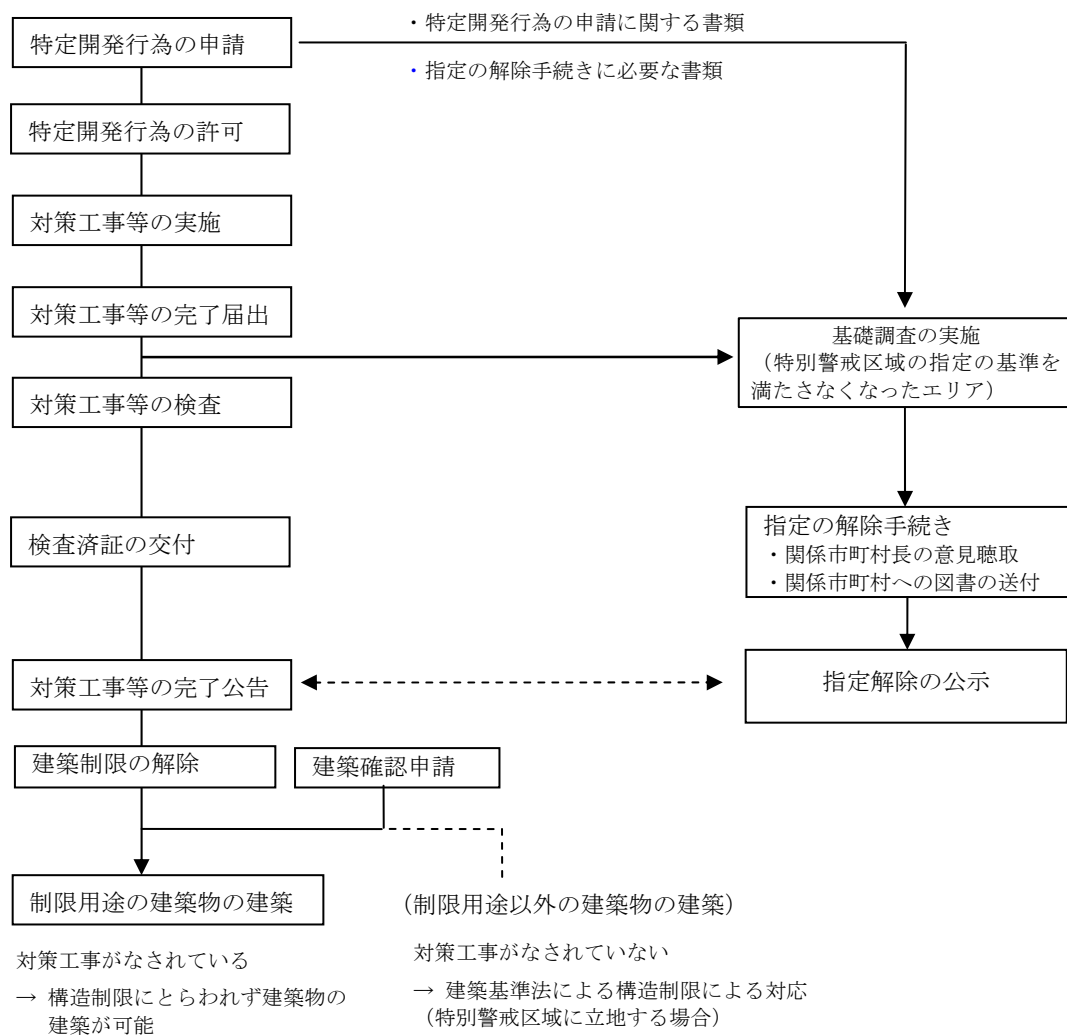 特定開発行為の申請
・特定開発行為の申請に関する書類
・指定の解除手続きに必要な書類
特定開発行為の許可
対策工事等の実施
対策工事等の完了届出
基礎調査の実施
（特別警戒区域の指定の基準を
満たさなくなったエリア）
対策工事等の検査
検査済証の交付
指定の解除手続き
・関係市町村長の意見聴取
・関係市町村への図書の送付
対策工事等の完了公告
指定解除の公示
建築制限の解除
建築確認申請
制限用途の建築物の建築
（制限用途以外の建築物の建築）
対策工事がなされている
→ 構造制限にとらわれず建築物の
建築が可能
対策工事がなされていない
→ 建築基準法による構造制限による対応
（特別警戒区域に立地する場合）